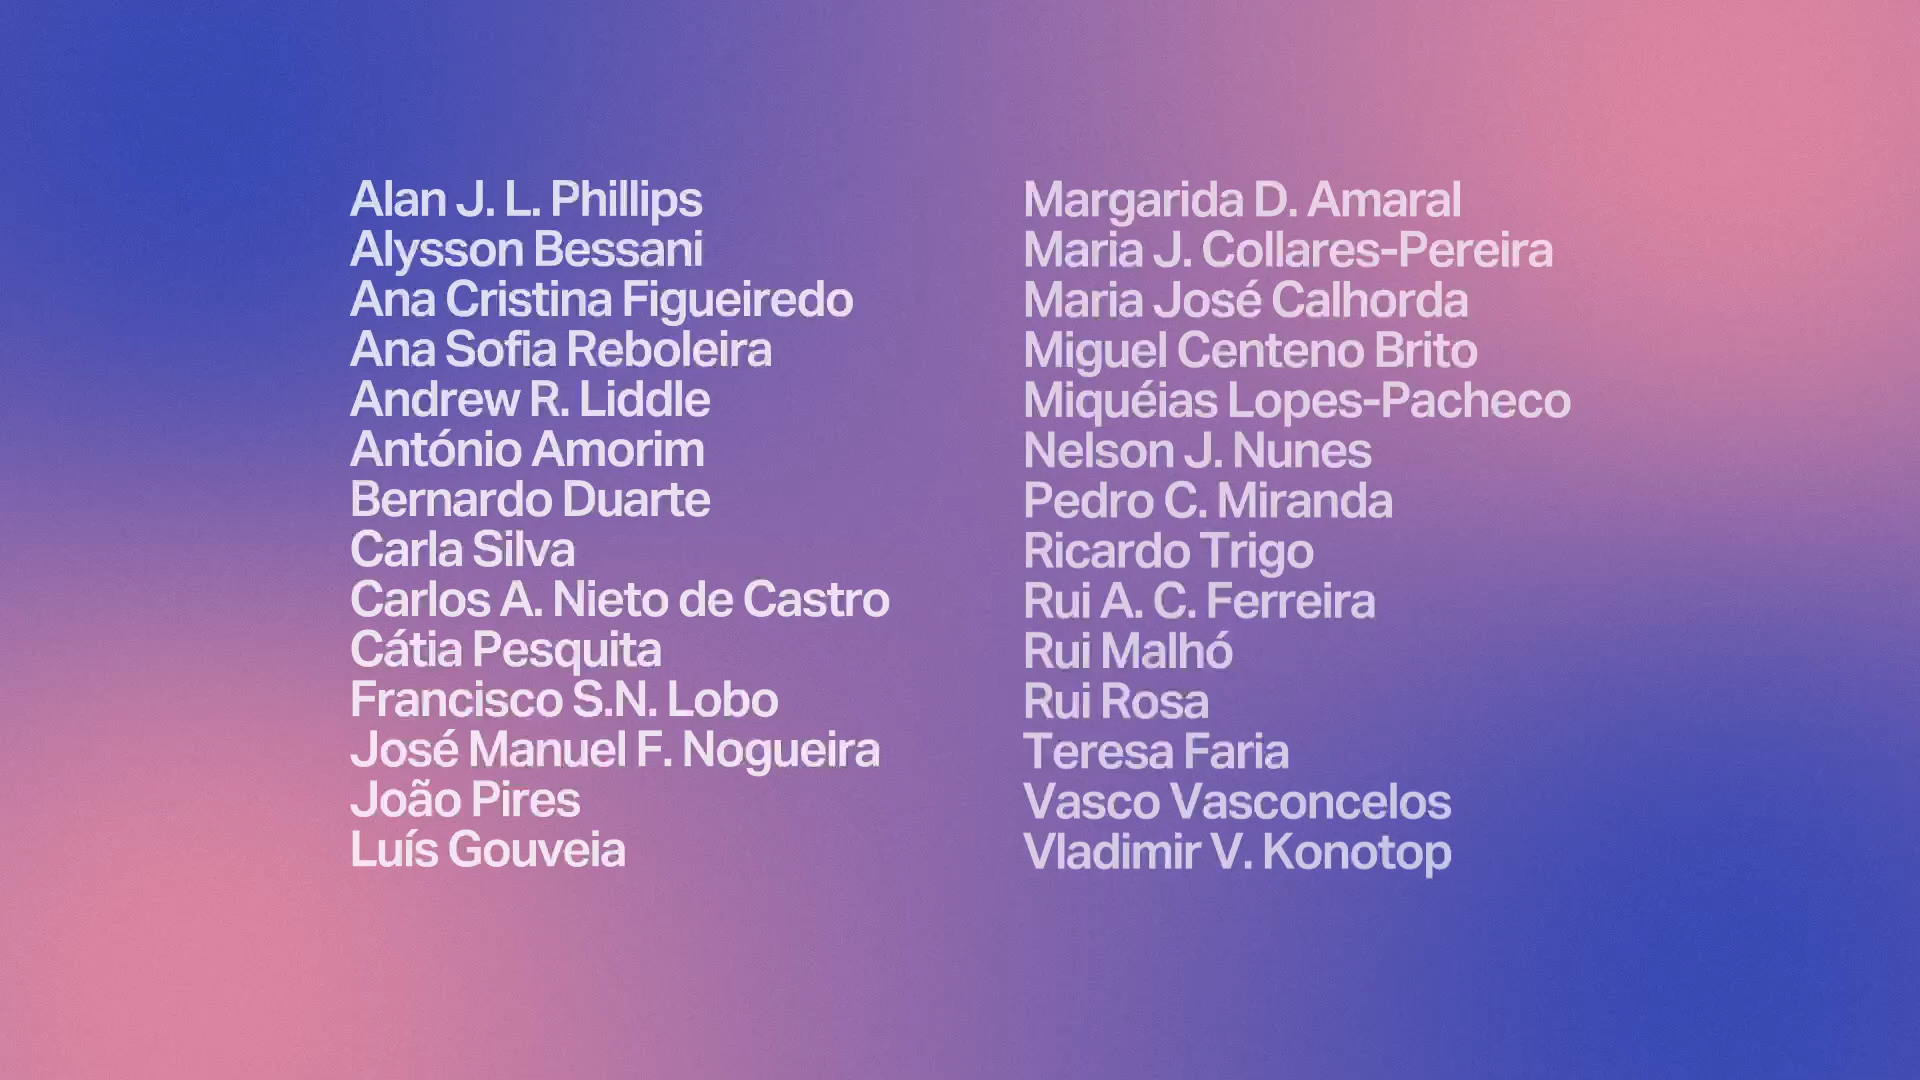 Alan J. L. Phillips
Alysson Bessani
Ana Cristina Figueiredo
Ana Sofia Reboleira
Andrew R. Liddle
António Amorim
Bernardo Duarte
Carla Silva
Carlos A. Nieto de Castro
Cátia Pesquita
Francisco S.N. Lobo
José Manuel F. Nogueira
João Pires
Luís Gouveia
Margarida D. Amaral
Maria J. Collares-Pereira
Maria José Calhorda
Miguel Centeno Brito
Miquéias Lopes-Pacheco
Nelson J. Nunes
Pedro C. Miranda
Ricardo Trigo
Rui A. C. Ferreira
Rui Malhó
Rui Rosa
Teresa Faria
Vasco Vasconcelos
Vladimir V. Konotop